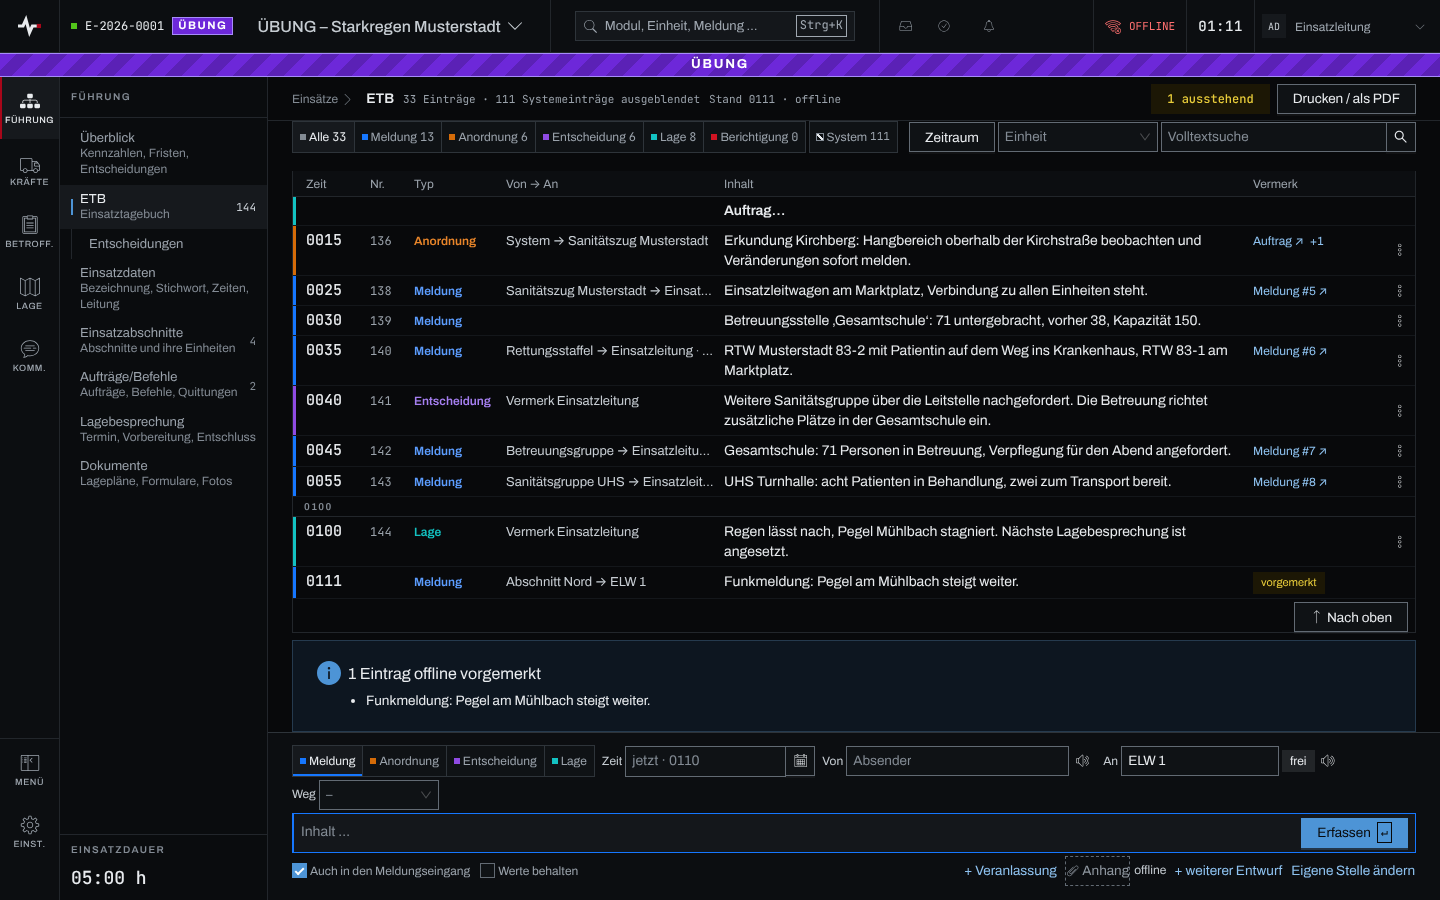 E-2026-0001 ÜBUNG ÜBUNG – Starkregen Musterstadt Modul, Einheit, Meldung ... Strg+K OFFLINE 01:11 AD Einsatzleitung
ÜBUNG
FÜHRUNG
KRÄFTE
BETROFF.
LAGE
KOMM.
MENÜ
EINST.
FÜHRUNG
Überblick
Kennzahlen, Fristen,
Entscheidungen
ETB
Einsatztagebuch 144
Entscheidungen
Einsatzdaten
Bezeichnung, Stichwort, Zeiten,
Leitung
Einsatzabschnitte
Abschnitte und ihre Einheiten 4
Aufträge/Befehle
Aufträge, Befehle, Quittungen 2
Lagebesprechung
Termin, Vorbereitung, Entschluss
Dokumente
Lagepläne, Formulare, Fotos
EINSATZDAUER
05:00 h
Einsätze ETB 33 Einträge · 111 Systemeinträge ausgeblendet Stand 0111 · offline 1 ausstehend Drucken / als PDF
Alle 33 Meldung 13 Anordnung 6 Entscheidung 6 Lage 8 Berichtigung 0 System 111 Zeitraum Einheit Volltextsuche
Zeit Nr. Typ Von → An Inhalt Vermerk
Auftrag...
0015 136 Anordnung System → Sanitätszug Musterstadt Erkundung Kirchberg: Hangbereich oberhalb der Kirchstraße beobachten und Auftrag ↗ +1
Veränderungen sofort melden.
0025 138 Meldung Sanitätszug Musterstadt → Einsat... Einsatzleitwagen am Marktplatz, Verbindung zu allen Einheiten steht. Meldung #5 ↗
0030 139 Meldung Betreuungsstelle ‚Gesamtschule‘: 71 untergebracht, vorher 38, Kapazität 150.
0035 140 Meldung Rettungsstaffel → Einsatzleitung · ... RTW Musterstadt 83-2 mit Patientin auf dem Weg ins Krankenhaus, RTW 83-1 am Meldung #6 ↗
Marktplatz.
0040 141 Entscheidung Vermerk Einsatzleitung Weitere Sanitätsgruppe über die Leitstelle nachgefordert. Die Betreuung richtet
zusätzliche Plätze in der Gesamtschule ein.
0045 142 Meldung Betreuungsgruppe → Einsatzleitu... Gesamtschule: 71 Personen in Betreuung, Verpflegung für den Abend angefordert. Meldung #7 ↗
0055 143 Meldung Sanitätsgruppe UHS → Einsatzleit... UHS Turnhalle: acht Patienten in Behandlung, zwei zum Transport bereit. Meldung #8 ↗
0100
0100 144 Lage Vermerk Einsatzleitung Regen lässt nach, Pegel Mühlbach stagniert. Nächste Lagebesprechung ist
angesetzt.
0111 Meldung Abschnitt Nord → ELW 1 Funkmeldung: Pegel am Mühlbach steigt weiter. vorgemerkt
↑ Nach oben
1 Eintrag offline vorgemerkt
• Funkmeldung: Pegel am Mühlbach steigt weiter.
Meldung Anordnung Entscheidung Lage Zeit jetzt · 0110 Von Absender An ELW 1 frei
Weg –
Inhalt ... Erfassen ↵
Auch in den Meldungseingang Werte behalten + Veranlassung Anhang offline + weiterer Entwurf Eigene Stelle ändern